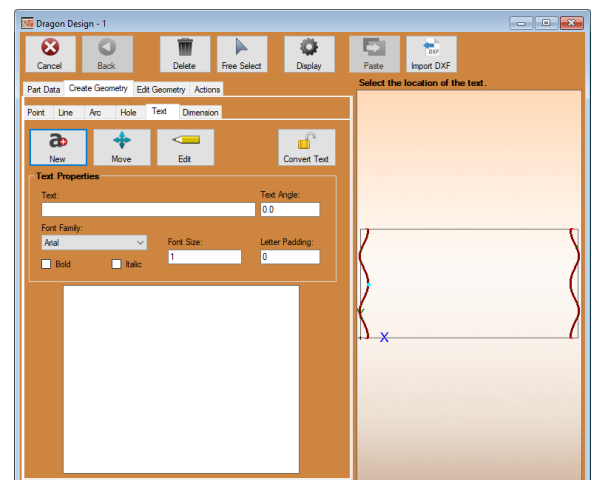 Dragon Design - 1
Cancel Back Delete Free Select Display Paste DXF Import DXF
Part Data Create Geometry Edit Geometry Actions
Select the location of the text.
Point Line Arc Hole Text Dimension
a
New Move Edit Convert Text
Text Properties
Text: Text Angle:
0.0
Font Family:
Arial Font Size: Letter Padding:
1 0
Bold Italic
Y
X